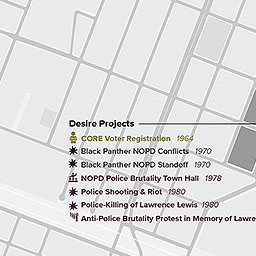 Desire Projects
CORE Voter Registration 1964
Black Panther NOPD Conflicts 1970
Black Panther NOPD Standoff 1970
NOPD Police Brutality Town Hall 1978
Police Shooting & Riot 1980
Police-Killing of Lawrence Lewis 1980
Anti-Police Brutality Protest in Memory of Lawre